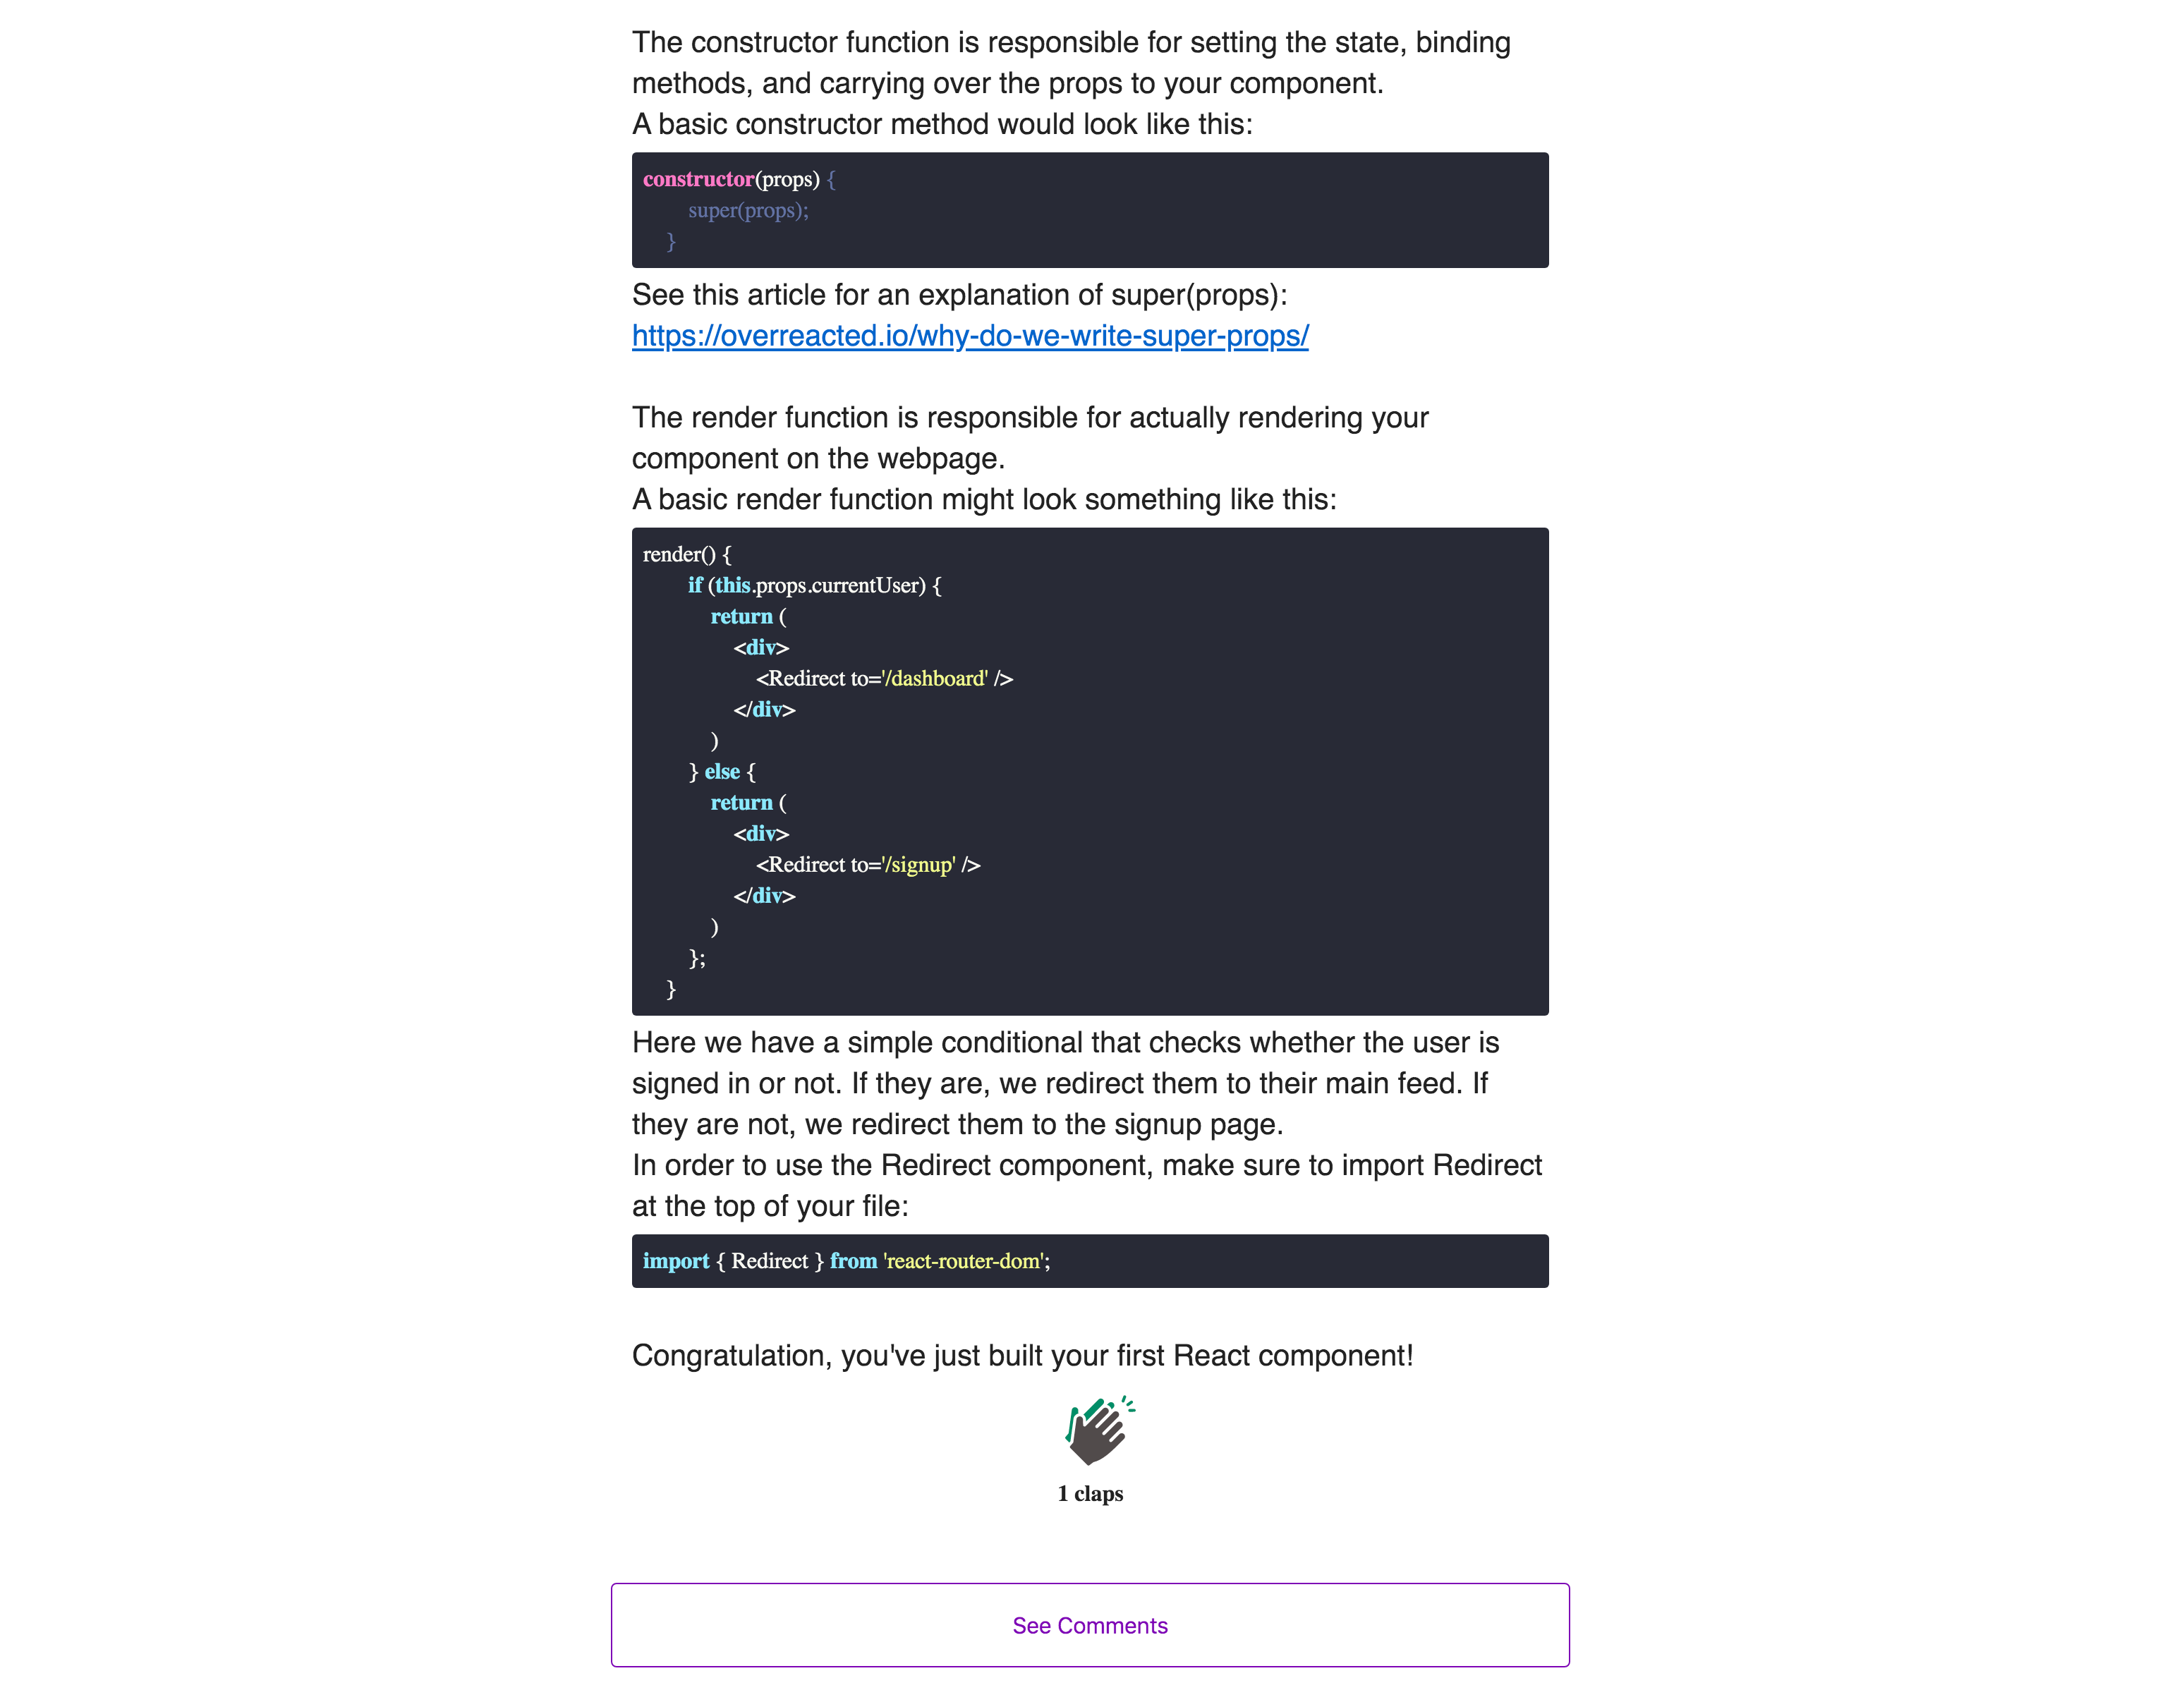 The constructor function is responsible for setting the state, binding
methods, and carrying over the props to your component.
A basic constructor method would look like this:
constructor(props) {
super(props);
}
See this article for an explanation of super(props):
https://overreacted.io/why-do-we-write-super-props/
The render function is responsible for actually rendering your
component on the webpage.
A basic render function might look something like this:
render() {
if (this.props.currentUser) {
return (
<div>
<Redirect to='/dashboard' />
</div>
)
} else {
return (
<div>
<Redirect to='/signup' />
</div>
)
};
}
Here we have a simple conditional that checks whether the user is
signed in or not. If they are, we redirect them to their main feed. If
they are not, we redirect them to the signup page.
In order to use the Redirect component, make sure to import Redirect
at the top of your file:
import { Redirect } from 'react-router-dom';
Congratulation, you've just built your first React component!
1 claps
See Comments